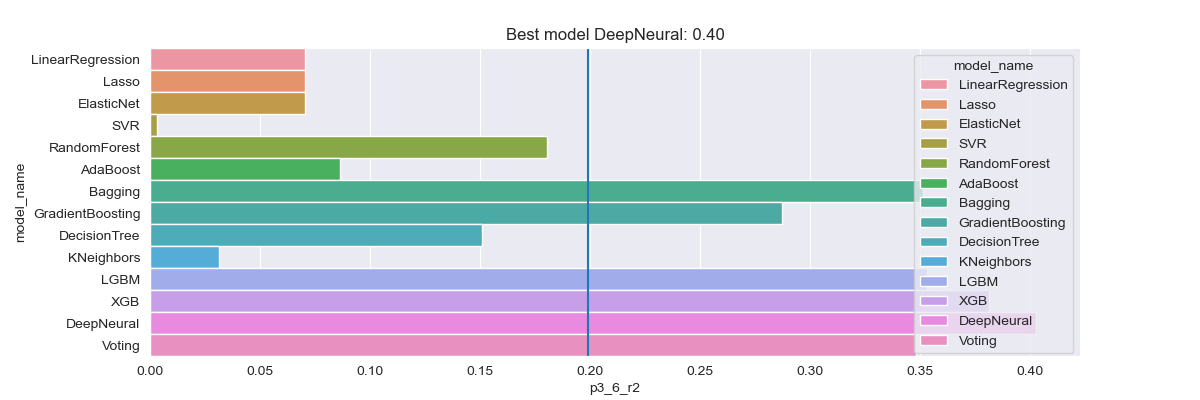 Best model DeepNeural: 0.40
model_name
LinearRegression
Lasso
ElasticNet
SVR
RandomForest
AdaBoost
Bagging
GradientBoosting
DecisionTree
KNeighbors
LGBM
XGB
DeepNeural
Voting
model_name
LinearRegression
Lasso
ElasticNet
SVR
RandomForest
AdaBoost
Bagging
GradientBoosting
DecisionTree
KNeighbors
LGBM
XGB
DeepNeural
Voting
0.00 0.05 0.10 0.15 0.20 0.25 0.30 0.35 0.40
p3_6_r2